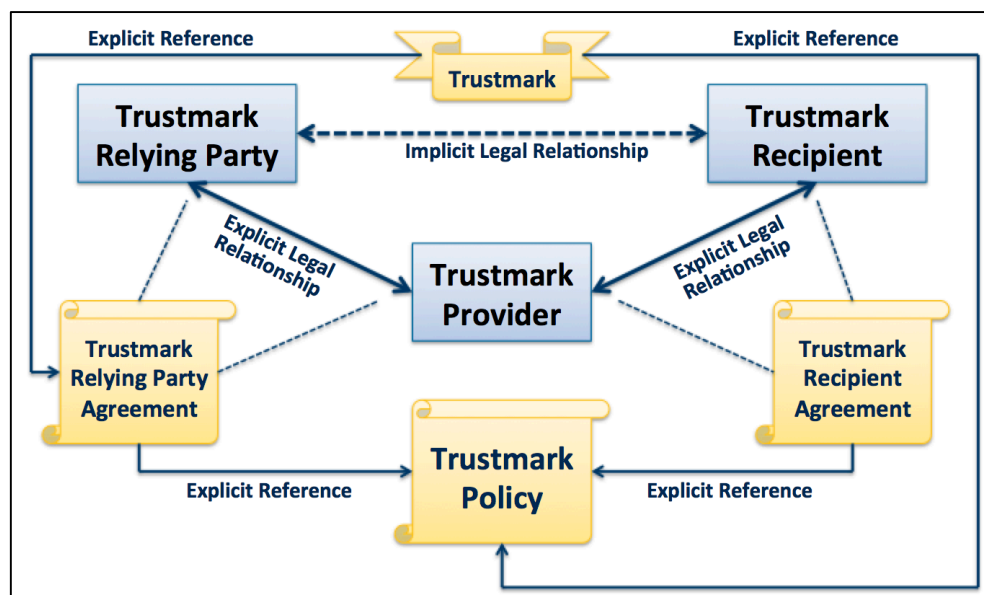 Explicit Reference
Explicit Reference
Trustmark
Trustmark
Relying Party
Implicit Legal Relationship
Trustmark
Recipient
Explicit Legal
Relationship
Explicit Legal
Relationship
Trustmark
Provider
Trustmark
Relying Party
Agreement
Trustmark
Recipient
Agreement
Trustmark
Policy
Explicit Reference
Explicit Reference